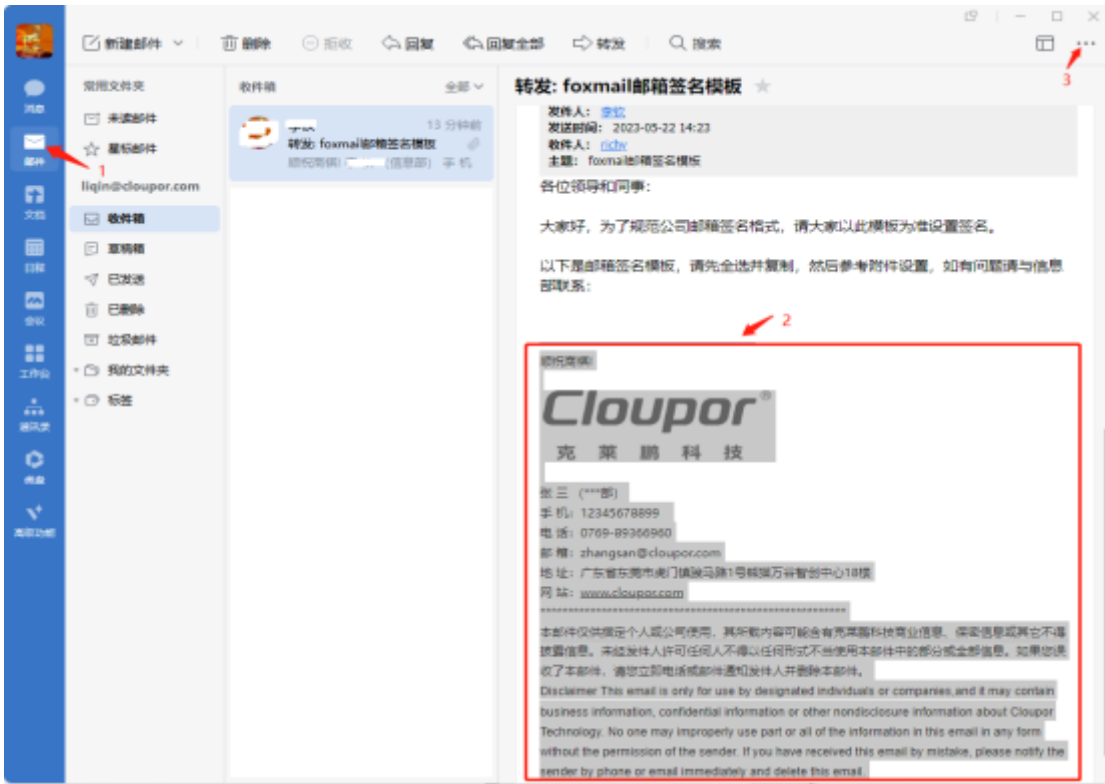 新建邮件
删除
拒收
回复
回复全部
转发
搜索
3
消息
邮件
1
文档
日程
会议
工作台
通讯录
微盘
高级功能
常用文件夹
未读邮件
星标邮件
liqin@cloupor.com
收件箱
草稿箱
已发送
已删除
垃圾邮件
我的文件夹
标签
收件箱
全部
13 分钟前
转发: foxmail邮箱签名模板
顺祝商祺!
(信息部) 手 机
转发: foxmail邮箱签名模板
发件人: 李钦
发送时间: 2023-05-22 14:23
收件人: richy
主题: foxmail邮箱签名模板
各位领导和同事:
大家好，为了规范公司邮箱签名格式，请大家以此模板为准设置签名。
以下是邮箱签名模板，请先全选并复制，然后参考附件设置，如有问题请与信息
部联系:
2
顺祝商祺!
Cloupor®
克 莱 鹏 科 技
张 三 (***部)
手 机: 12345678899
电 话: 0769-89366960
邮 箱: zhangsan@cloupor.com
地 址: 广东省东莞市虎门镇骏马路1号熊猫万谷智创中心18楼
网 站: www.cloupor.com
本邮件仅供指定个人或公司使用，其所载内容可能含有克莱鹏科技商业信息、保密信息或其它不得
披露信息。未经发件人许可任何人不得以任何形式不当使用本邮件中的部分或全部信息。如果您误
收了本邮件，请您立即电话或邮件通知发件人并删除本邮件。
Disclaimer This email is only for use by designated individuals or companies,and it may contain
business information, confidential information or other nondisclosure information about Cloupor
Technology. No one may improperly use part or all of the information in this email in any form
without the permission of the sender. If you have received this email by mistake, please notify the
sender by phone or email immediately and delete this email.